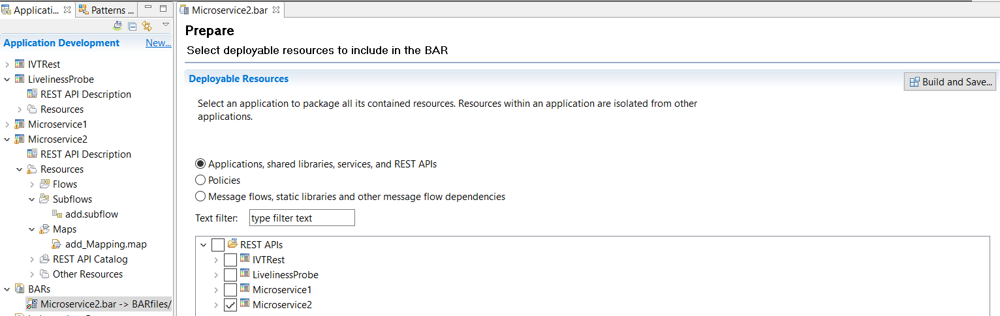 Applicati...
Patterns ...
Application Development
New...
IVTRest
LivelinessProbe
REST API Description
Resources
Microservice1
Microservice2
REST API Description
Resources
Flows
Subflows
add.subflow
Maps
add_Mapping.map
REST API Catalog
Other Resources
BARs
Microservice2.bar -> BARfiles/
Microservice2.bar
Prepare
Select deployable resources to include in the BAR
Deployable Resources
Build and Save...
Select an application to package all its contained resources. Resources within an application are isolated from other
applications.
Applications, shared libraries, services, and REST APIs
Policies
Message flows, static libraries and other message flow dependencies
Text filter: type filter text
REST APIs
IVTRest
LivelinessProbe
Microservice1
Microservice2